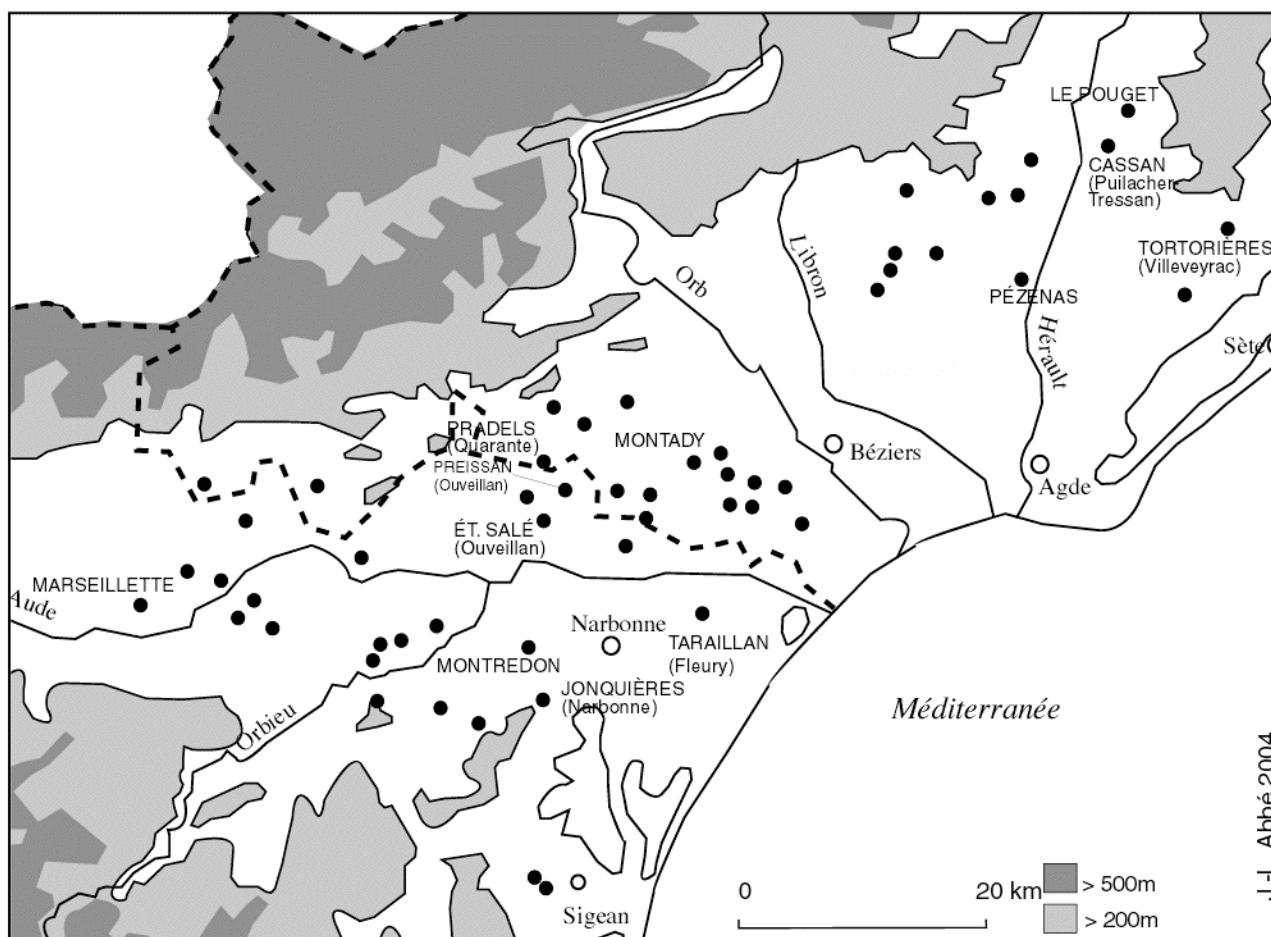 LE POUGET
CASSAN
(Puilacher-
Tressan)
TORTORIÈRES
(Villeveyrac)
Libron
Orb
PÉZENAS
Hérault
Sète
PRADELS
(Quarante)
MONTADY
Béziers
PREISSAN
(Ouveillan)
Agde
ÉT. SALÉ
(Ouveillan)
MARSEILLETTE
Aude
Narbonne
TARAILLAN
(Fleury)
MONTREDON
JONQUIÈRES
(Narbonne)
Orbieu
Méditerranée
J.-L. Abbé 2004
0
20 km
> 500m
> 200m
Sigean